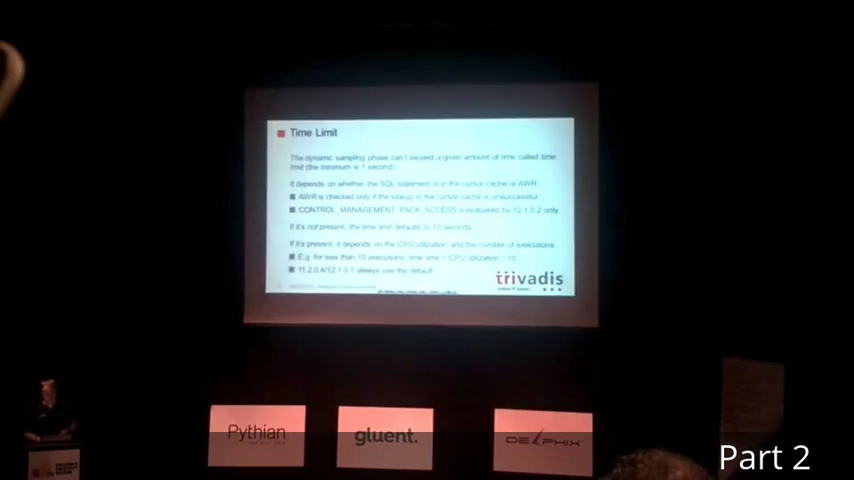 Time Limit
The dynamic sampling phase can't exceed a given amount of time called time
limit (the minimum is 1 second)
It depends on whether the SQL statement is in the cursor cache or AWR
AWR is checked only if the lookup in the cursor cache is unsuccessful
CONTROL_MANAGEMENT_PACK_ACCESS is evaluated by 12.1.0.2 only
If it's not present, the time limit defaults to 10 seconds
If it's present, it depends on the CPU utilization and the number of executions
E.g. for less than 10 executions, time limit = CPU utilization 10
11.2.0.4/12.1.0.1 always use the default
trivadis
Pythian
gluent.
DELPHIX
Part 2